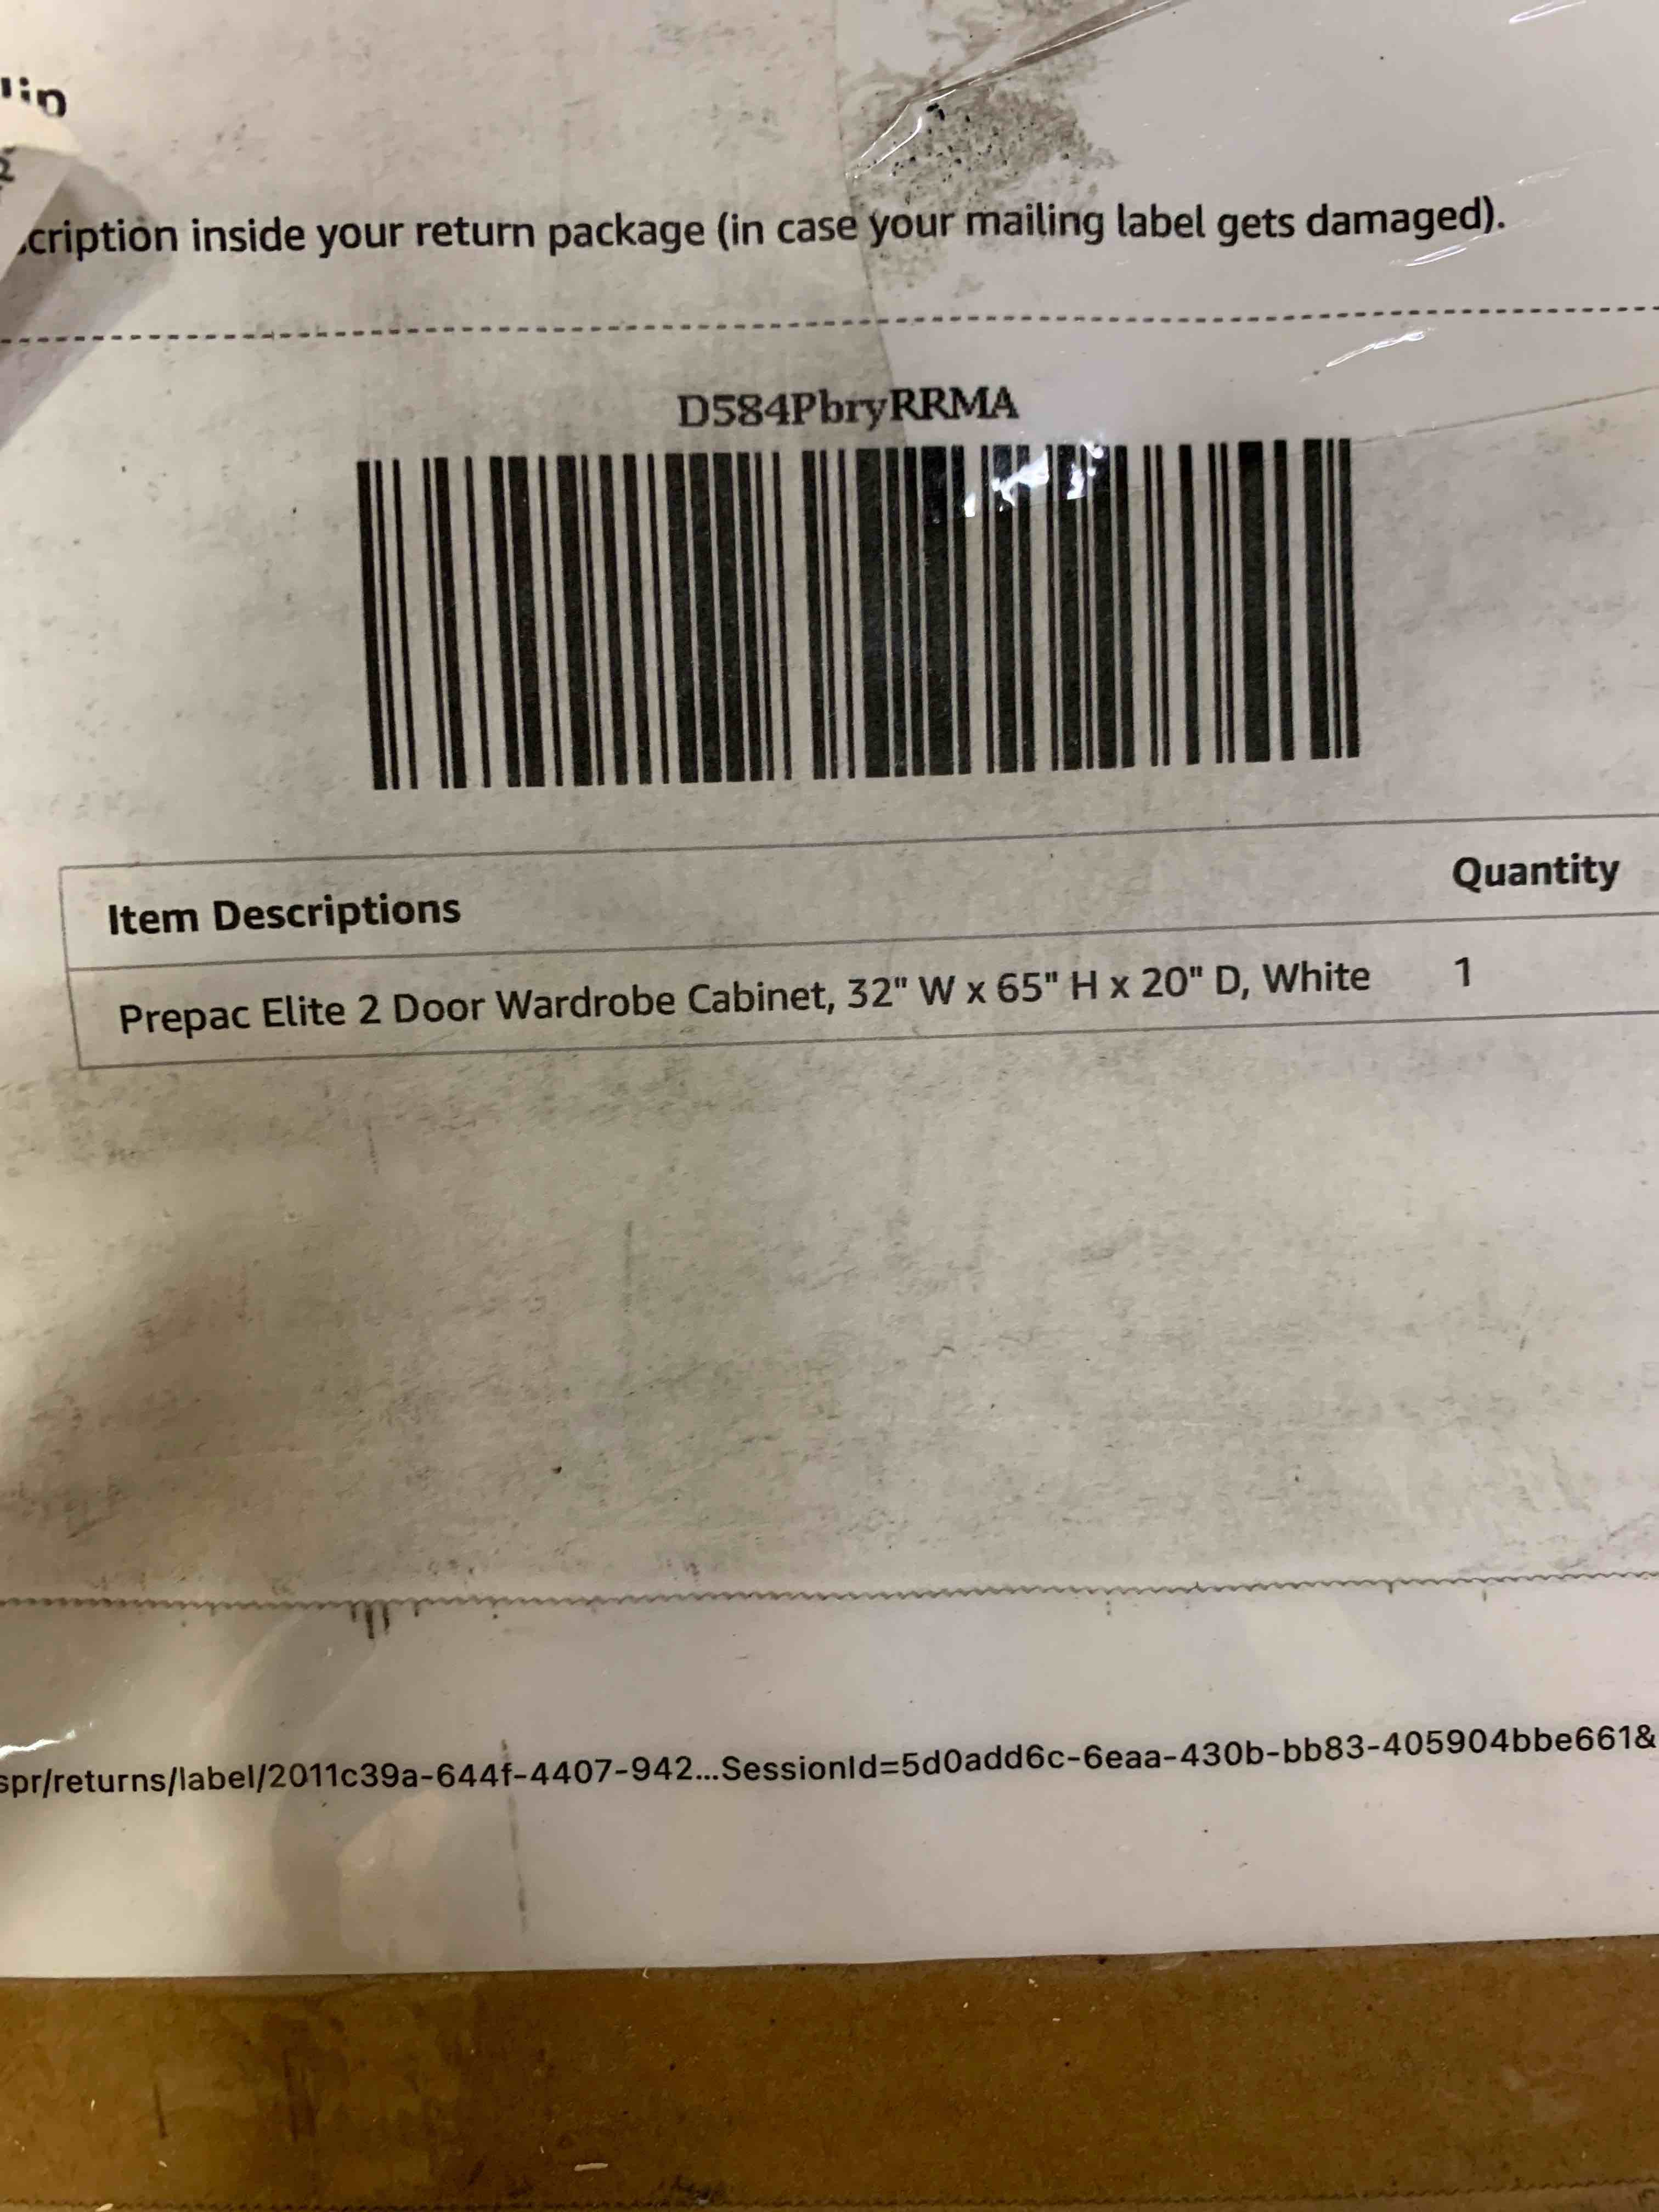 inside your return package (in case your mailing label gets damaged).
D584PbryRRMA
Item Descriptions Quantity
Prepac Elite 2 Door Wardrobe Cabinet, 32" W x 65" H x 20" D, White 1
spr/returns/label/2011c39a-644f-4407-942...SessionId=5d0add6c-6eaa-430b-bb83-405904bbe661&